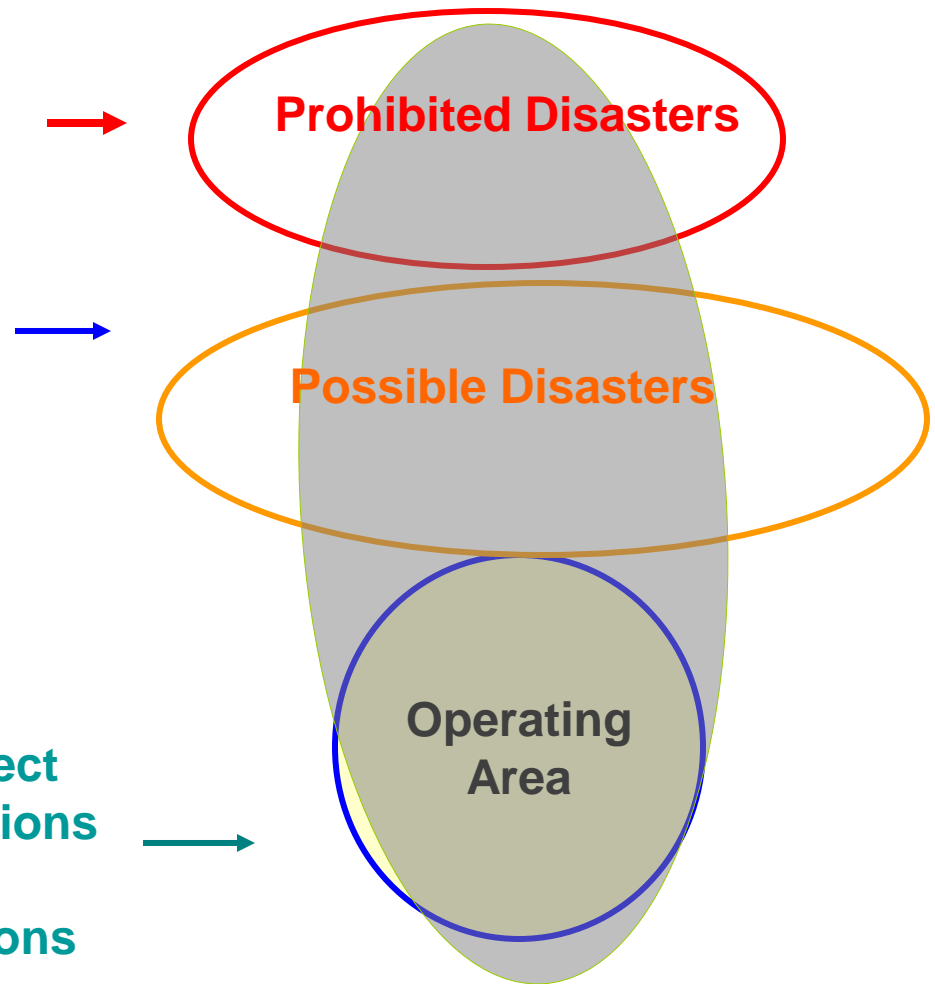 Prohibited Disasters
Possible Disasters
Operating
Area
ect
ions
ons